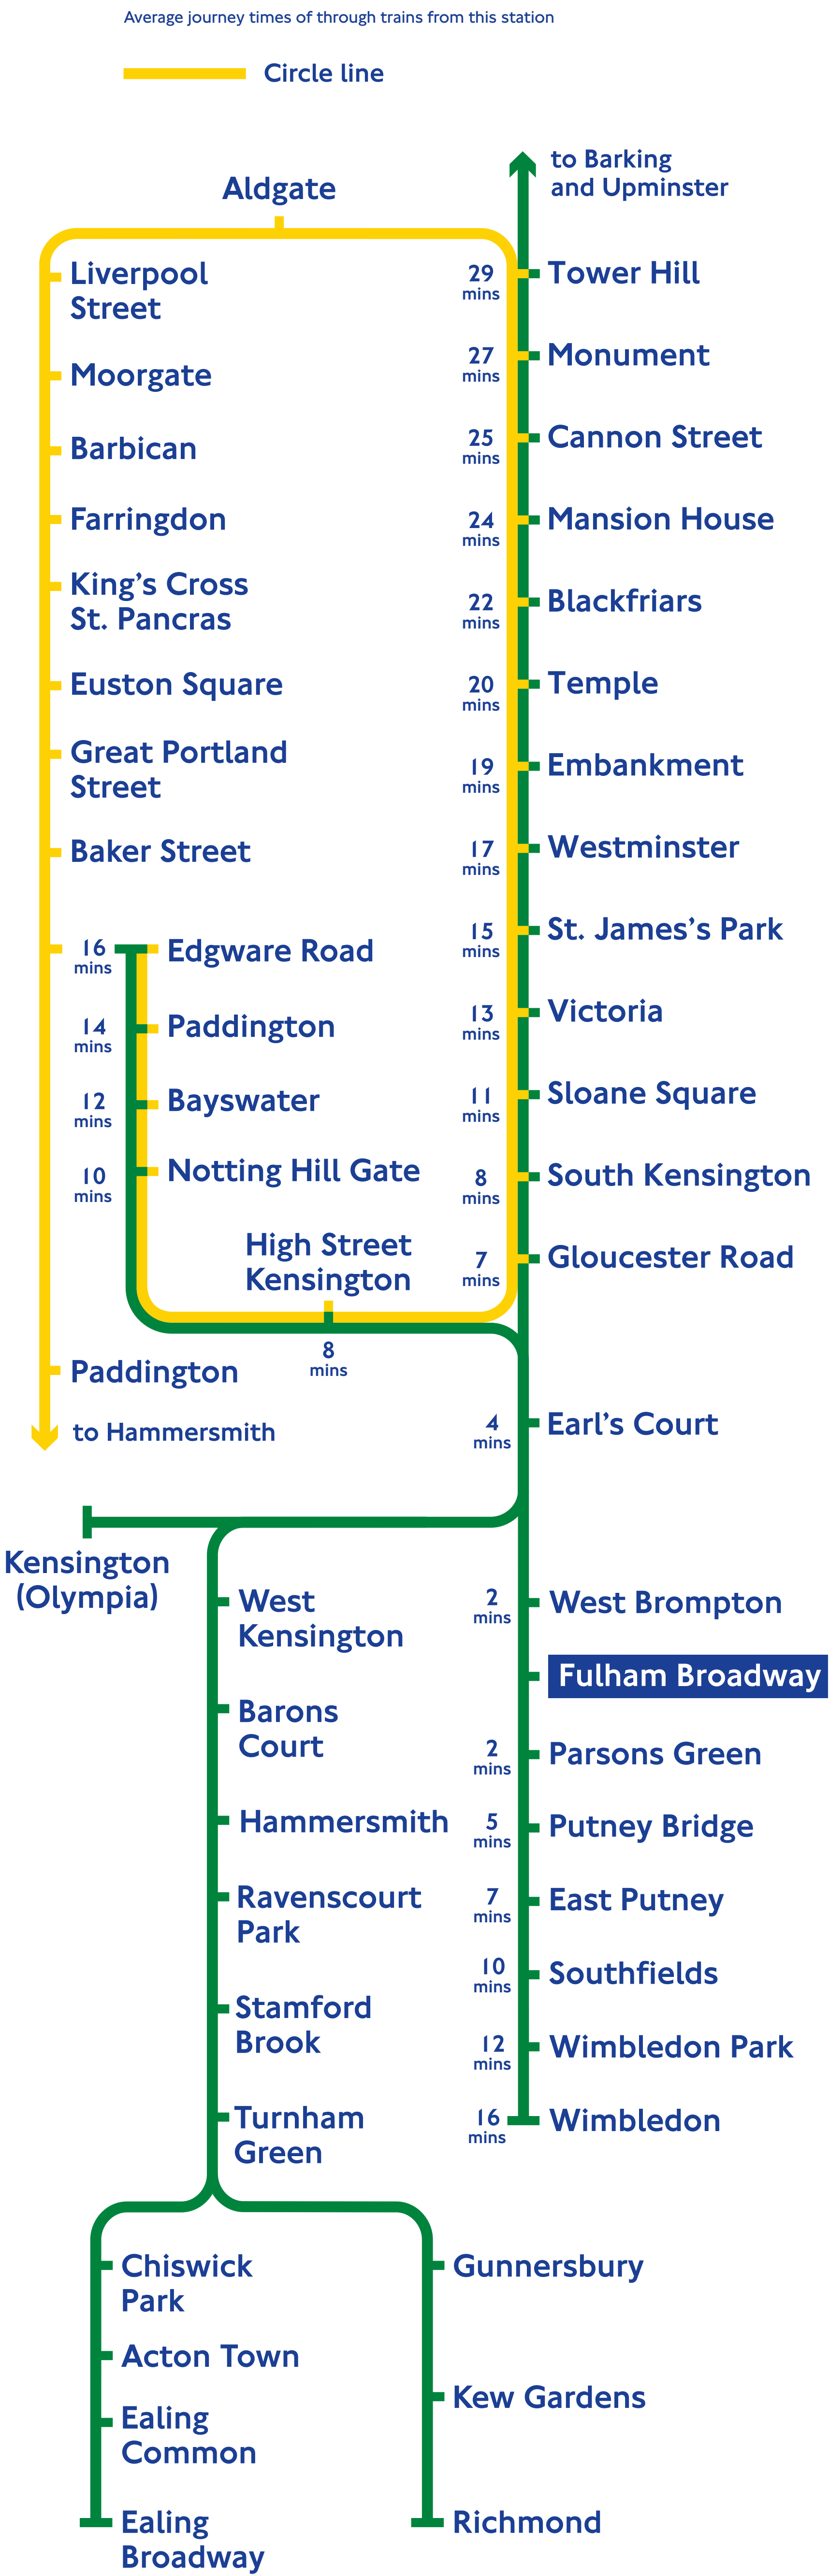 Average journey times of through trains from this station
Circle line
to Barking
and Upminster
Aldgate
Liverpool
Street
Moorgate
Barbican
Farringdon
King's Cross
St. Pancras
Euston Square
Great Portland
Street
Baker Street
16
mins
Edgware Road
14
mins
Paddington
12
mins
Bayswater
10
mins
Notting Hill Gate
High Street
Kensington
8
mins
Paddington
to Hammersmith
29
mins
Tower Hill
27
mins
Monument
25
mins
Cannon Street
24
mins
Mansion House
22
mins
Blackfriars
20
mins
Temple
19
mins
Embankment
17
mins
Westminster
15
mins
St. James's Park
13
mins
Victoria
11
mins
Sloane Square
8
mins
South Kensington
7
mins
Gloucester Road
4
mins
Earl's Court
Kensington
(Olympia)
West
Kensington
Barons
Court
Hammersmith
Ravenscourt
Park
Stamford
Brook
Turnham
Green
2
mins
West Brompton
Fulham Broadway
2
mins
Parsons Green
5
mins
Putney Bridge
7
mins
East Putney
10
mins
Southfields
12
mins
Wimbledon Park
16
mins
Wimbledon
Chiswick
Park
Acton Town
Ealing
Common
Ealing
Broadway
Gunnersbury
Kew Gardens
Richmond